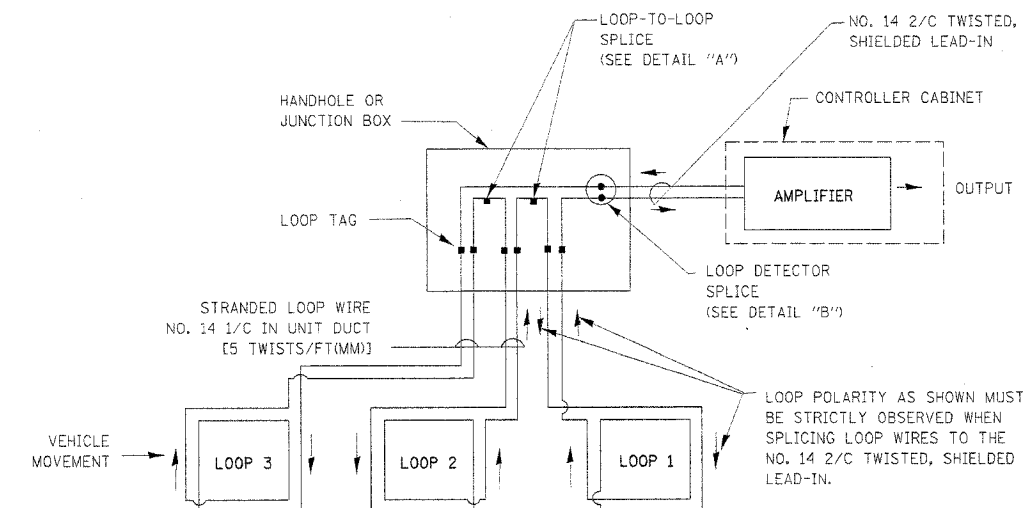 LOOP-TO-LOOP
SPLICE
(SEE DETAIL "A")
NO. 14 2/C TWISTED,
SHIELDED LEAD-IN
HANDHOLE OR
JUNCTION BOX
CONTROLLER CABINET
AMPLIFIER
OUTPUT
LOOP TAG
LOOP DETECTOR
SPLICE
(SEE DETAIL "B")
STRANDED LOOP WIRE
NO. 14 1/C IN UNIT DUCT
[5 TWISTS/FT(MM)]
LOOP POLARITY AS SHOWN MUST
BE STRICTLY OBSERVED WHEN
SPLICING LOOP WIRES TO THE
NO. 14 2/C TWISTED, SHIELDED
LEAD-IN.
VEHICLE
MOVEMENT
LOOP 3
LOOP 2
LOOP 1